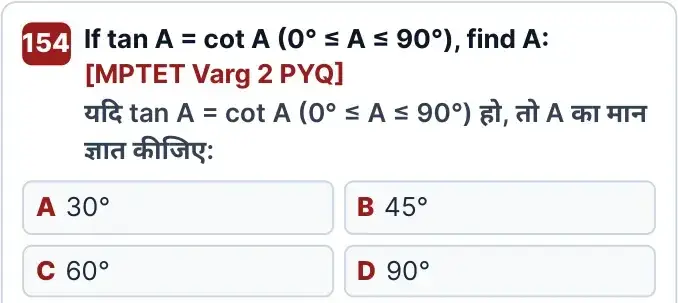 154 If tan A = cot A (0° ≤ A ≤ 90°), find A:
[MPTET Varg 2 PYQ]
यदि tan A = cot A (0° ≤ A ≤ 90°) हो, तो A का मान
ज्ञात कीजिए:
A 30°
B 45°
C 60°
D 90°